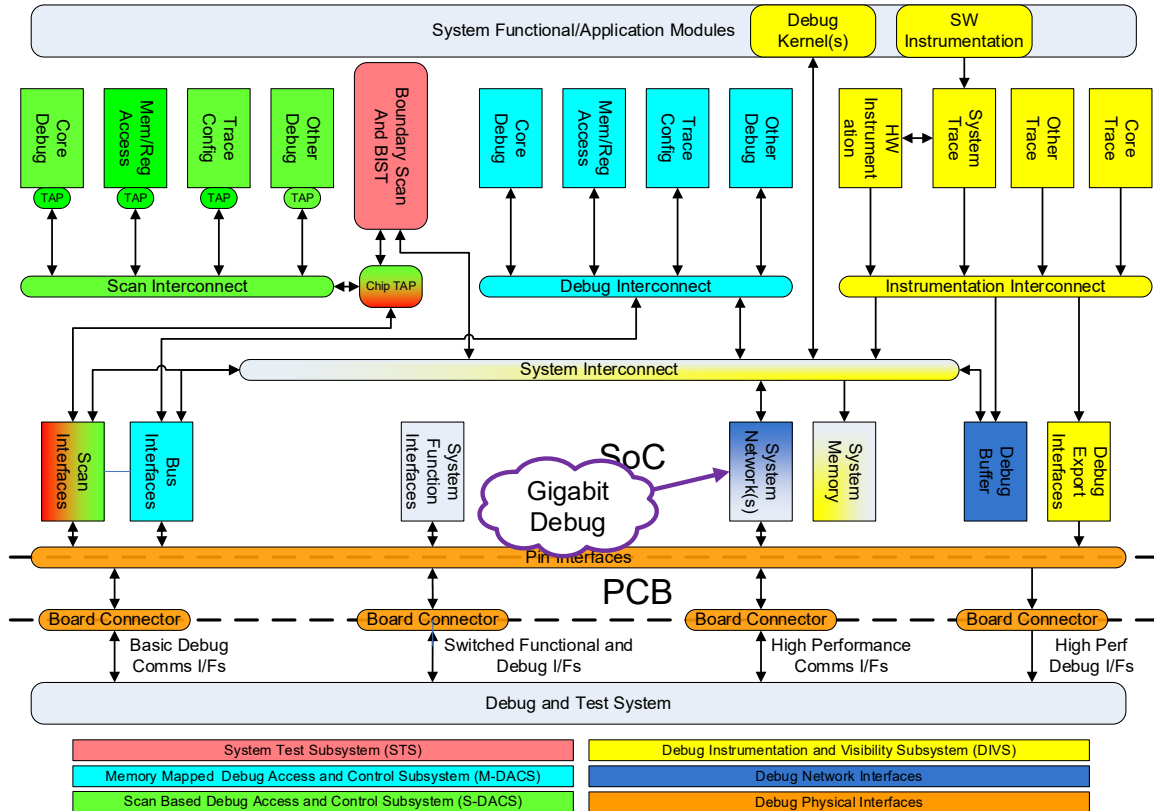 System Functional/Application Modules
Debug
Kernel(s)
SW
Instrumentation
Core
Debug
Mem/Reg
Access
Trace
Config
Other
Debug
Boundary Scan
And BIST
Core
Debug
Mem/Reg
Access
Trace
Config
Other
Debug
HW
Instrument
ation
System
Trace
Other
Trace
Core
Trace
TAP
TAP
TAP
TAP
Scan Interconnect
Chip TAP
Debug Interconnect
Instrumentation Interconnect
System Interconnect
Scan
Interfaces
Bus
Interfaces
System
Function
Interfaces
SoC
Gigabit
Debug
System
Network(s)
System
Memory
Debug
Buffer
Debug
Export
Interfaces
Pin Interfaces
PCB
Board Connector
Board Connector
Board Connector
Board Connector
Basic Debug
Comms I/Fs
Switched Functional and
Debug I/Fs
High Performance
Comms I/Fs
High Perf
Debug I/Fs
Debug and Test System
System Test Subsystem (STS)
Debug Instrumentation and Visibility Subsystem (DIVS)
Memory Mapped Debug Access and Control Subsystem (M-DACS)
Debug Network Interfaces
Scan Based Debug Access and Control Subsystem (S-DACS)
Debug Physical Interfaces